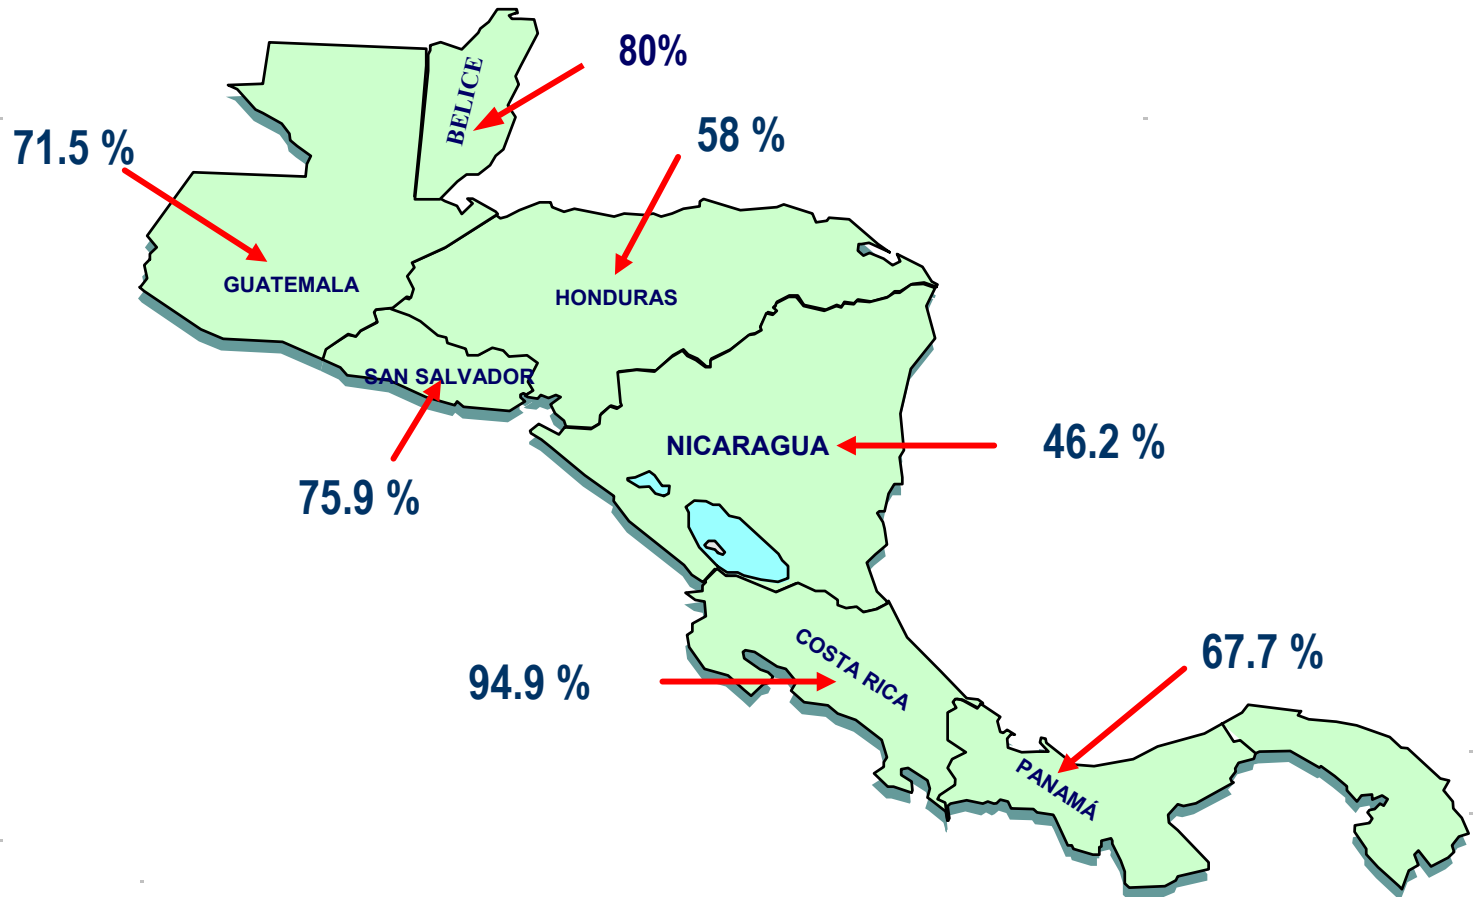 80%
BELICE
71.5 %
58 %
GUATEMALA
HONDURAS
SAN SALVADOR
NICARAGUA
46.2 %
75.9 %
COSTA RICA
94.9 %
67.7 %
PANAMÁ